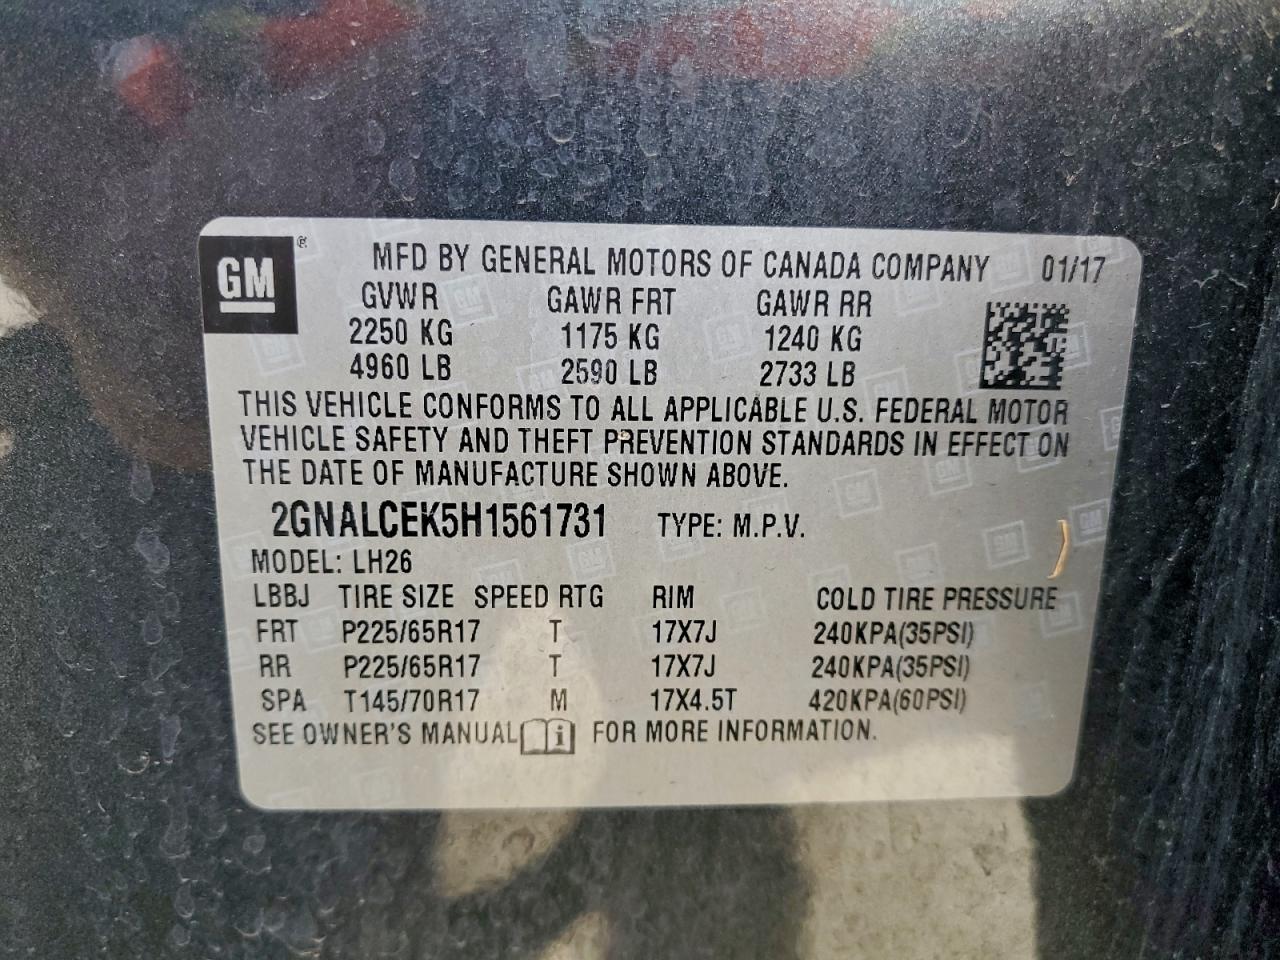 GM ® MFD BY GENERAL MOTORS OF CANADA COMPANY 01/17
GVWR GAWR FRT GAWR RR
2250 KG 1175 KG 1240 KG
4960 LB 2590 LB 2733 LB
THIS VEHICLE CONFORMS TO ALL APPLICABLE U.S. FEDERAL MOTOR
VEHICLE SAFETY AND THEFT PREVENTION STANDARDS IN EFFECT ON
THE DATE OF MANUFACTURE SHOWN ABOVE.
2GNALCEK5H1561731 TYPE: M.P.V.
MODEL: LH26
LBBJ TIRE SIZE SPEED RTG RIM COLD TIRE PRESSURE
FRT P225/65R17 T 17X7J 240KPA(35PSI)
RR P225/65R17 T 17X7J 240KPA(35PSI)
SPA T145/70R17 M 17X4.5T 420KPA(60PSI)
SEE OWNER'S MANUAL i FOR MORE INFORMATION.